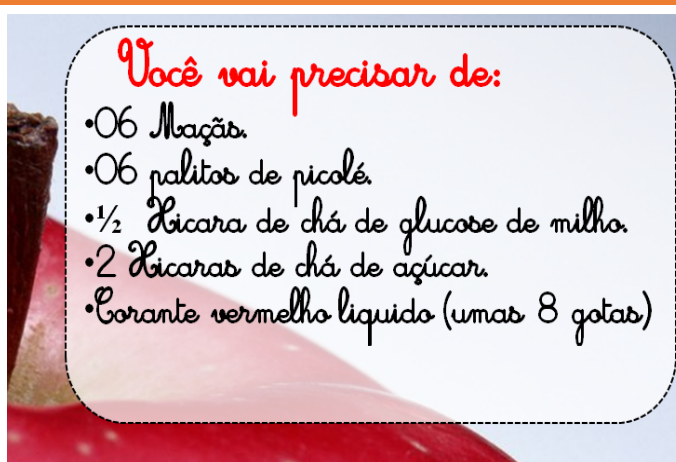 Você vai precisar de:
•06 Maçãs.
•06 palitos de picolé.
•½ Xicara de chá de glucose de milho.
•2 Xicaras de chá de açúcar.
•Corante vermelho liquido (umas 8 gotas)